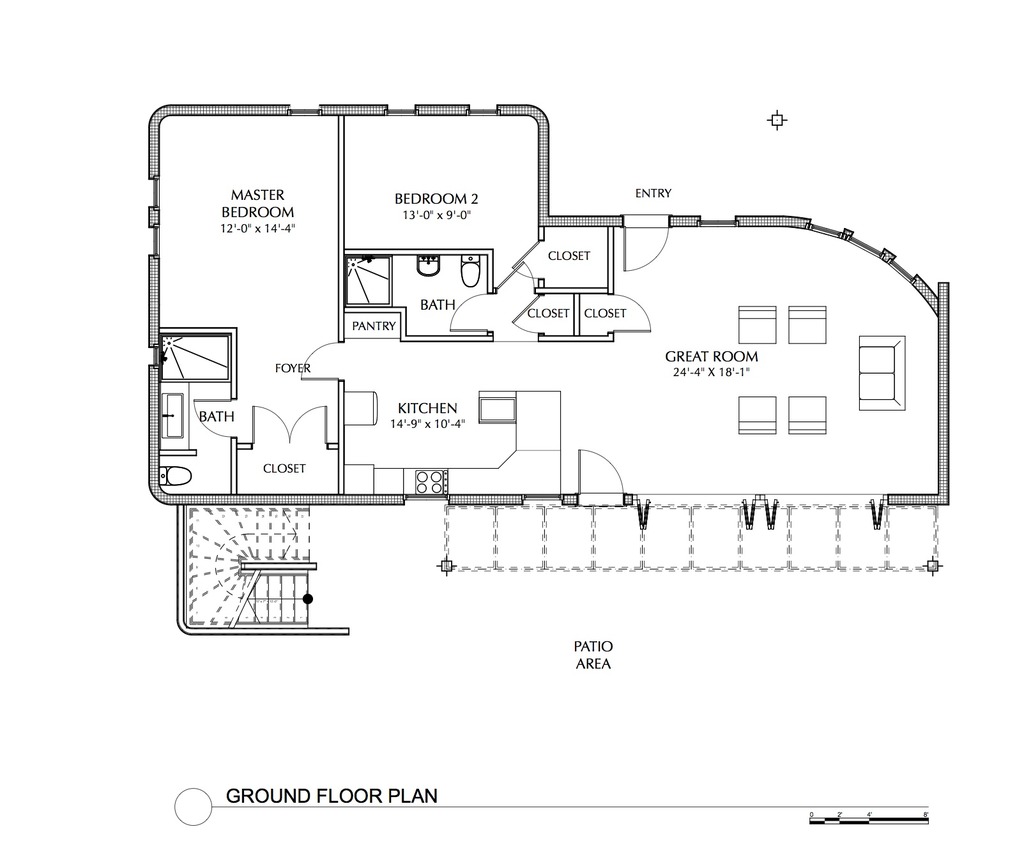 ENTRY
MASTER
BEDROOM
12'-0" x 14'-4"
BEDROOM 2
13'-0" x 9'-0"
CLOSET
BATH
CLOSET
CLOSET
PANTRY
GREAT ROOM
24'-4" X 18'-1"
FOYER
KITCHEN
14'-9" x 10'-4"
BATH
CLOSET
PATIO
AREA
GROUND FLOOR PLAN
0 2' 4' 8'